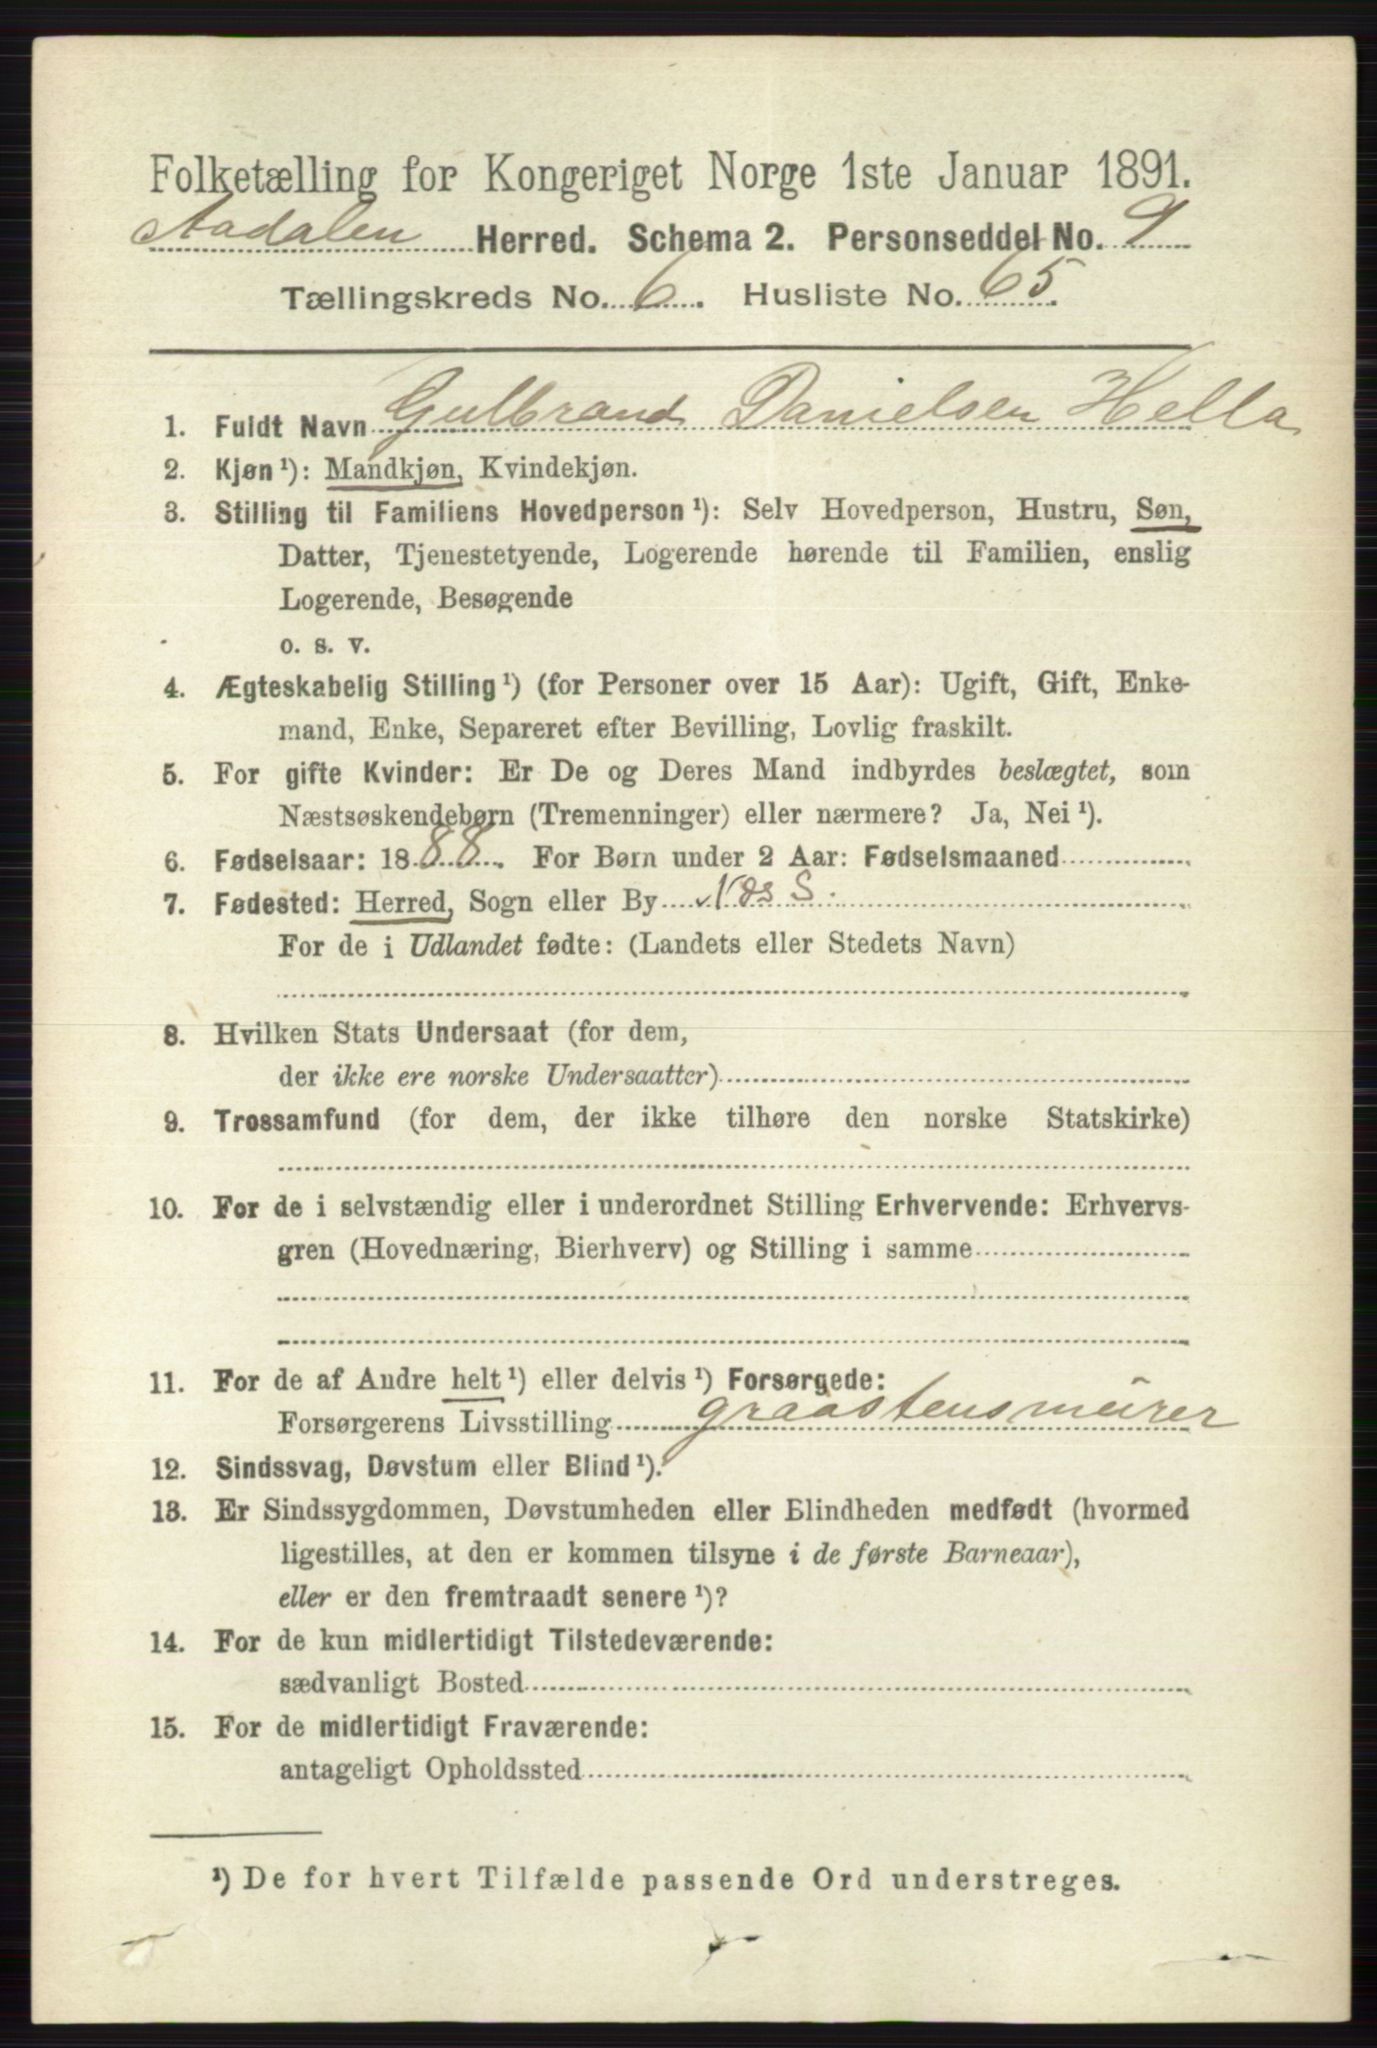 Folketælling for Kongeriget Norge 1ste Januar 1891.
Aadalen Herred. Schema 2. Personseddel No. 9
Tællingskreds No. 6. Husliste No. 65.
1. Fuldt Navn Gulbrand Danielsen Hella
2. Kjøn ¹): Mandkjøn, Kvindekjøn.
3. Stilling til Familiens Hovedperson ¹): Selv Hovedperson, Hustru, Søn,
Datter, Tjenestetyende, Logerende hørende til Familien, enslig
Logerende, Besøgende
o. s. v.
4. Ægteskabelig Stilling ¹) (for Personer over 15 Aar): Ugift, Gift, Enke-
mand, Enke, Separeret efter Bevilling, Lovlig fraskilt.
5. For gifte Kvinder: Er De og Deres Mand indbyrdes beslægtet, som
Næstsøskendebørn (Tremenninger) eller nærmere? Ja, Nei ¹).
6. Fødselsaar: 1888. For Børn under 2 Aar: Fødselsmaaned
7. Fødested: Herred, Sogn eller By Næs S.
For de i Udlandet fødte: (Landets eller Stedets Navn)
8. Hvilken Stats Undersaat (for dem,
der ikke ere norske Undersaatter)
9. Trossamfund (for dem, der ikke tilhøre den norske Statskirke)
10. For de i selvstændig eller i underordnet Stilling Erhvervende: Erhvervs-
gren (Hovednæring, Bierhverv) og Stilling i samme
11. For de af Andre helt ¹) eller delvis ¹) Forsørgede:
Forsørgerens Livsstilling graastensmurer
12. Sindssvag, Døvstum eller Blind ¹).
13. Er Sindssygdommen, Døvstumheden eller Blindheden medfødt (hvormed
ligestilles, at den er kommen tilsyne i de første Barneaar),
eller er den fremtraadt senere ¹)?
14. For de kun midlertidigt Tilstedeværende:
sædvanligt Bosted
15. For de midlertidigt Fraværende:
antageligt Opholdssted
¹) De for hvert Tilfælde passende Ord understreges.